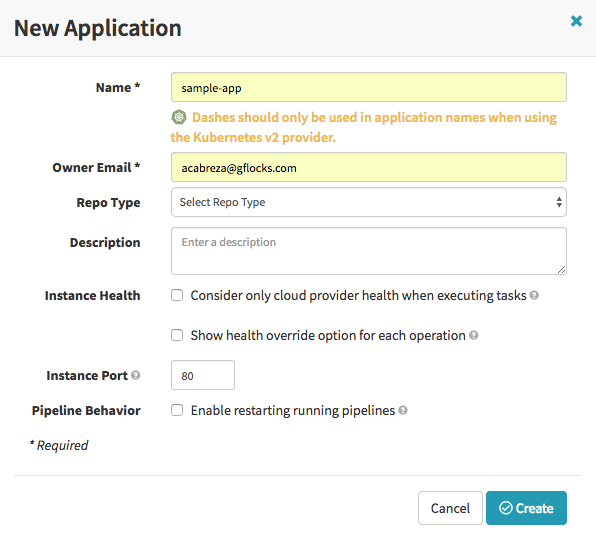 New Application
Name *
sample-app
Dashes should only be used in application names when using
the Kubernetes v2 provider.
Owner Email *
acabreza@gflocks.com
Repo Type
Select Repo Type
Description
Enter a description
Instance Health
Consider only cloud provider health when executing tasks
Show health override option for each operation
Instance Port
80
Pipeline Behavior
Enable restarting running pipelines
* Required
Cancel
Create